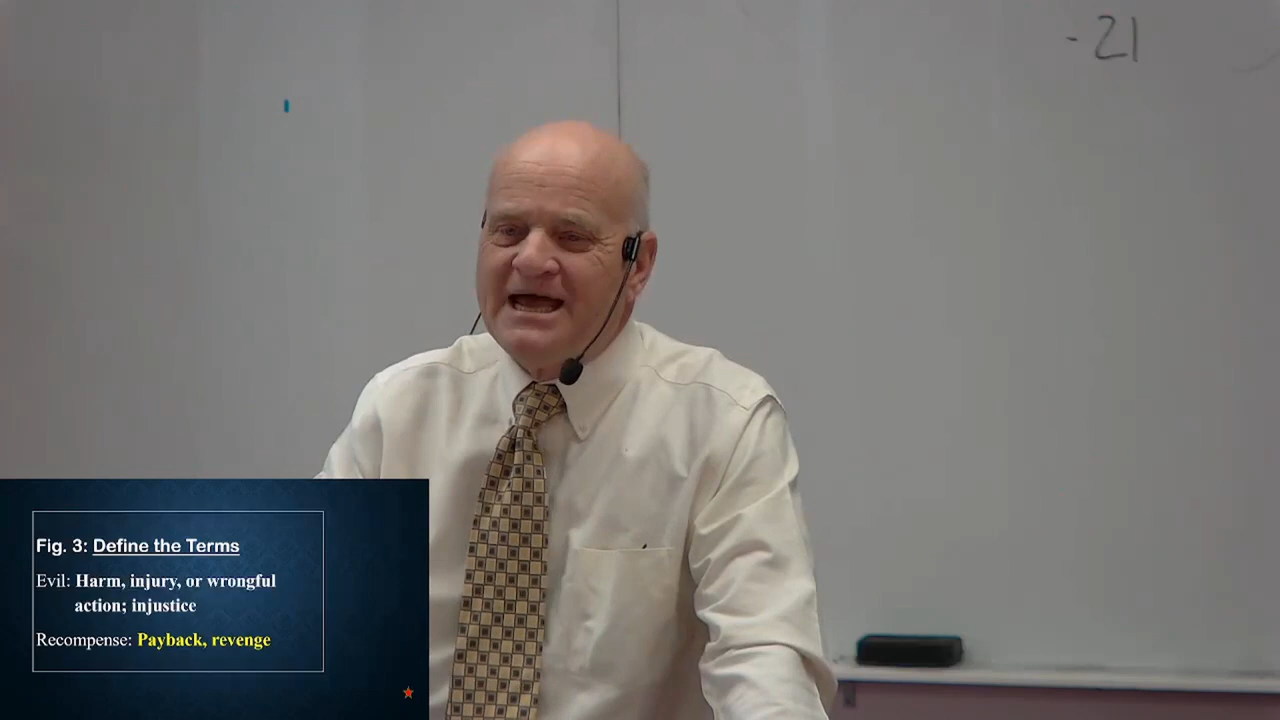 -21
Fig. 3: Define the Terms
Evil: Harm, injury, or wrongful
action; injustice
Recompense: Payback, revenge